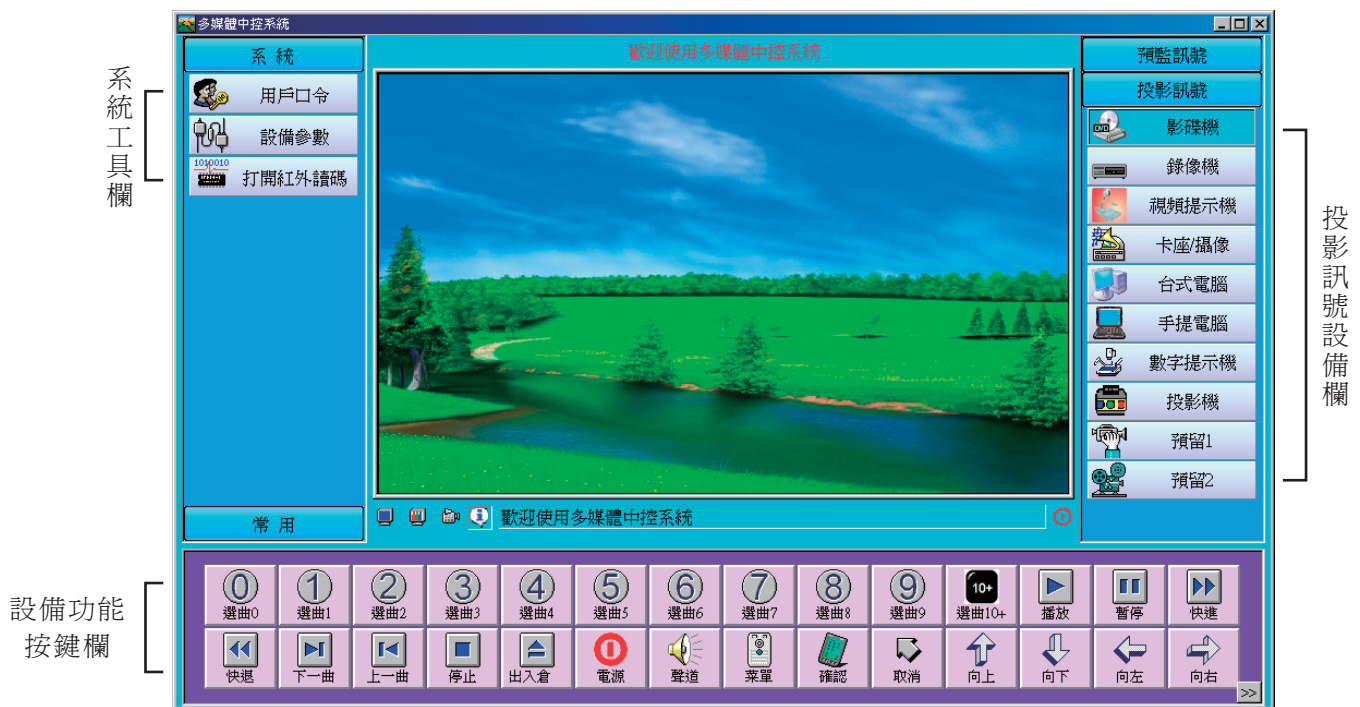 多媒體中控系統
系統
歡迎使用多媒體中控系統
預監訊號
投影訊號
系統工具欄
用戶口令
設備參數
1010010
打開紅外讀碼
DVD
影碟機
錄像機
視頻提示機
卡座/攝像
台式電腦
手提電腦
數字提示機
投影機
預留1
預留2
投影訊號設備欄
常用
歡迎使用多媒體中控系統
設備功能
按鍵欄
0 1 2 3 4 5 6 7 8 9 10+
選曲0 選曲1 選曲2 選曲3 選曲4 選曲5 選曲6 選曲7 選曲8 選曲9 選曲10+ 播放 暫停 快進
快退 下一曲 上一曲 停止 出入倉 電源 聲道 菜單 確認 取消 向上 向下 向左 向右
>>